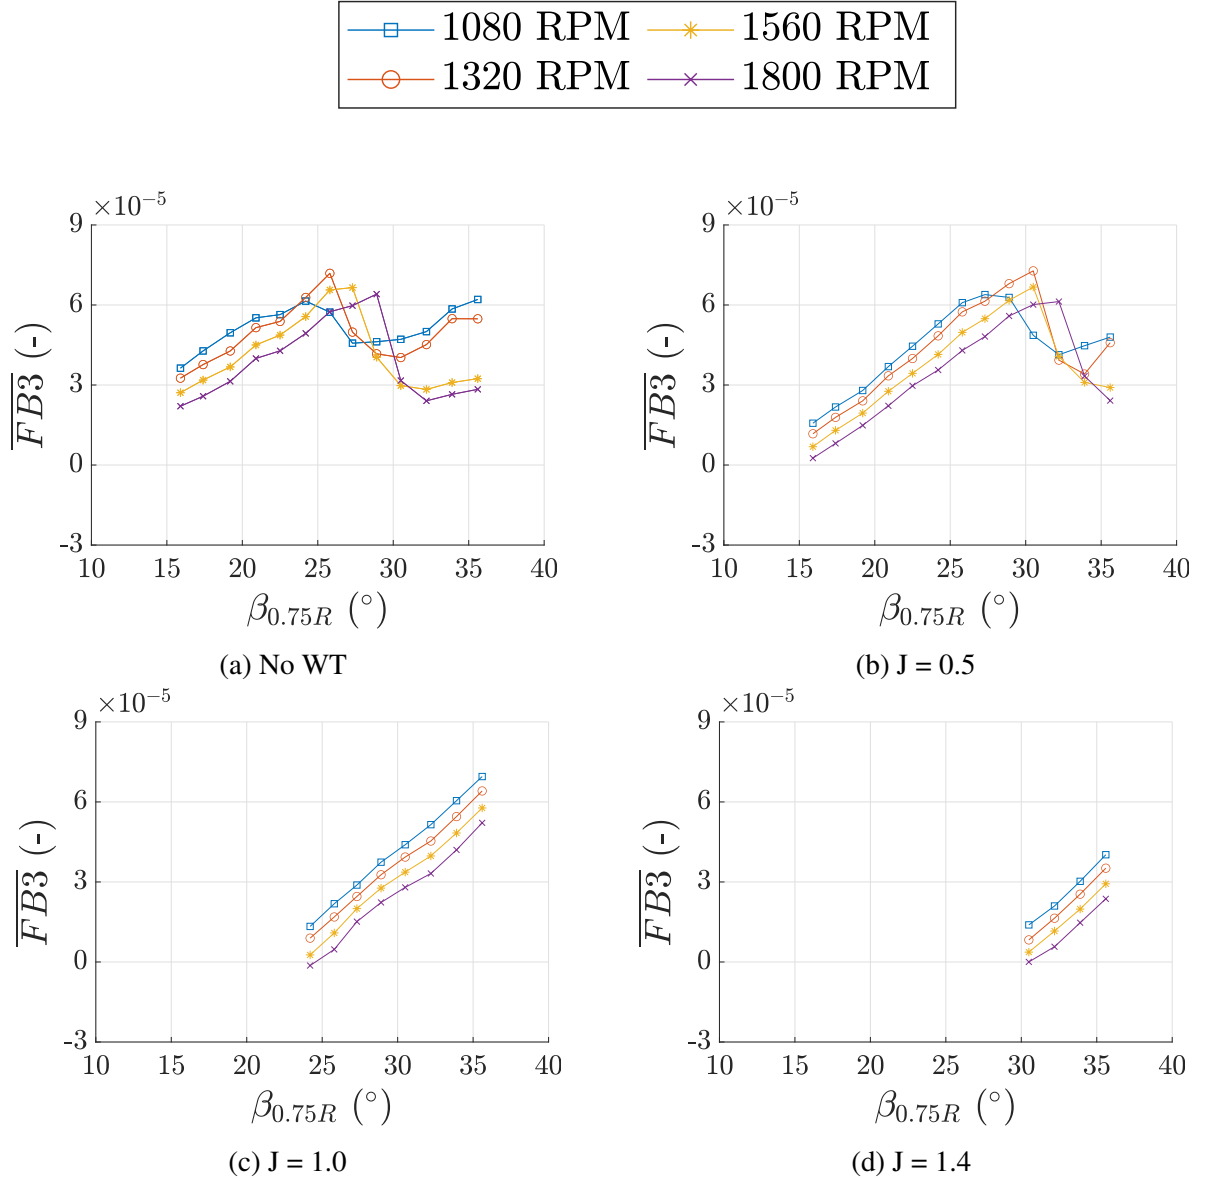 1080 RPM 1560 RPM
1320 RPM 1800 RPM
×10⁻⁵ ×10⁻⁵
9 9
6 6
3 3
0 0
-3 -3
10 15 20 25 30 35 40 10 15 20 25 30 35 40
F̅B̅3̅ (-) F̅B̅3̅ (-)
β0.75R (°) β0.75R (°)
(a) No WT (b) J = 0.5
×10⁻⁵ ×10⁻⁵
9 9
6 6
3 3
0 0
-3 -3
10 15 20 25 30 35 40 10 15 20 25 30 35 40
F̅B̅3̅ (-) F̅B̅3̅ (-)
β0.75R (°) β0.75R (°)
(c) J = 1.0 (d) J = 1.4